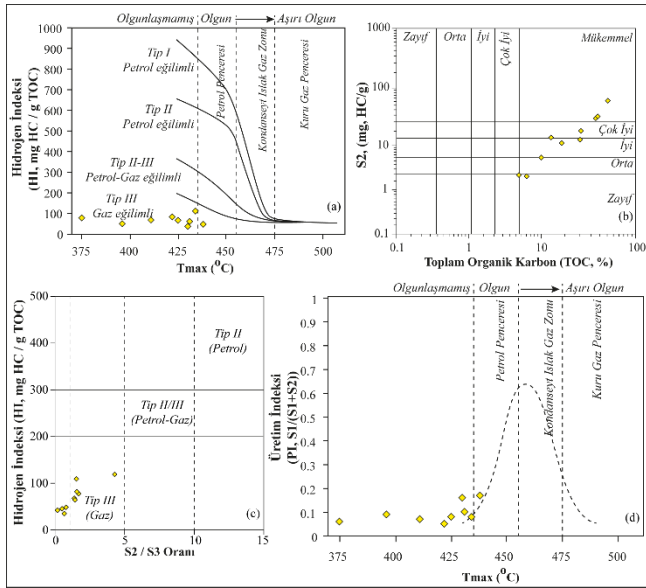 Olgunlaşmamış Olgun Aşırı Olgun
Hidrojen İndeksi
(HI, mg HC / g TOC)
1000
900
800
700
600
500
400
300
200
100
0
Tip I
Petrol eğilimli
Tip II
Petrol eğilimli
Tip II-III
Petrol-Gaz eğilimli
Tip III
Gaz eğilimli
Petrol Penceresi
Kondanseyi Islak Gaz Zonu
Kuru Gaz Penceresi
(a)
375 400 425 450 475 500
Tmax (°C)
S2, (mg, HC/g)
1000
100
10
1
0.1
Zayıf
Orta
İyi
Çok İyi
Mükemmel
Çok İyi
İyi
Orta
Zayıf
(b)
0.1 1 10 100
Toplam Organik Karbon (TOC, %)
Hidrojen İndeksi (HI, mg HC / g TOC)
500
400
300
200
100
0
Tip II
(Petrol)
Tip II/III
(Petrol-Gaz)
Tip III
(Gaz)
(c)
0 5 10 15
S2 / S3 Oranı
Olgunlaşmamış Olgun Aşırı Olgun
Üretim İndeksi
(PI, S1/(S1+S2))
1
0.9
0.8
0.7
0.6
0.5
0.4
0.3
0.2
0.1
0
Petrol Penceresi
Kondanseyi Islak Gaz Zonu
Kuru Gaz Penceresi
(d)
375 400 425 450 475 500
Tmax (°C)